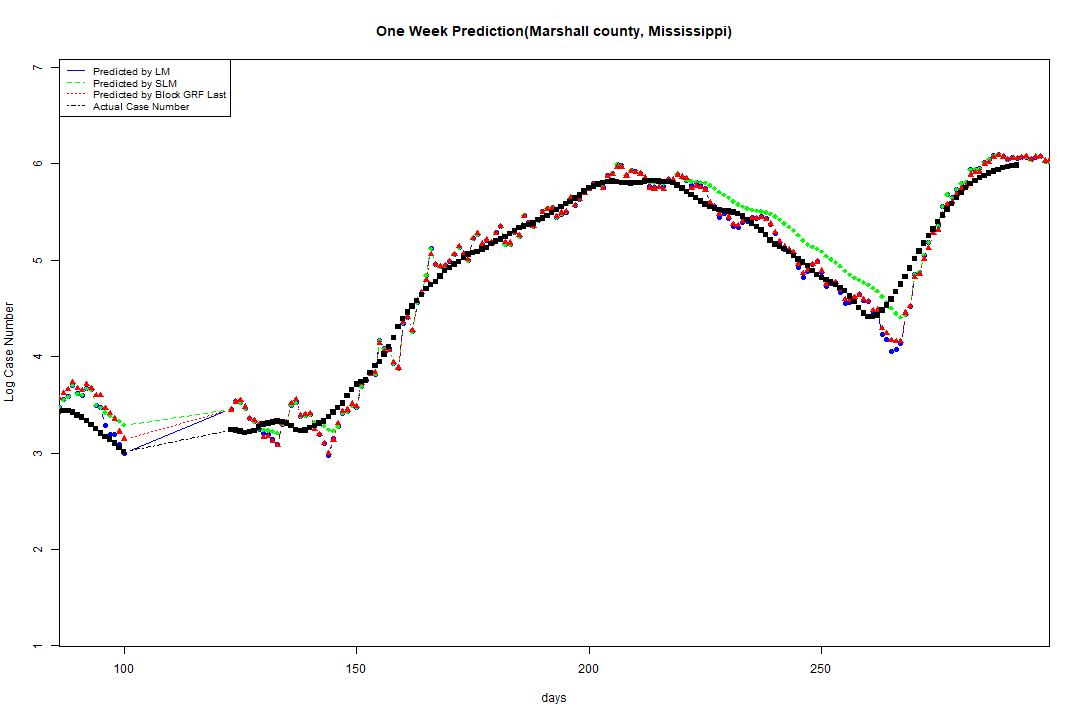 One Week Prediction(Marshall county, Mississippi)
Predicted by LM
Predicted by SLM
Predicted by Block GRF Last
Actual Case Number
7
6
5
4
3
2
1
Log Case Number
100 150 200 250
days